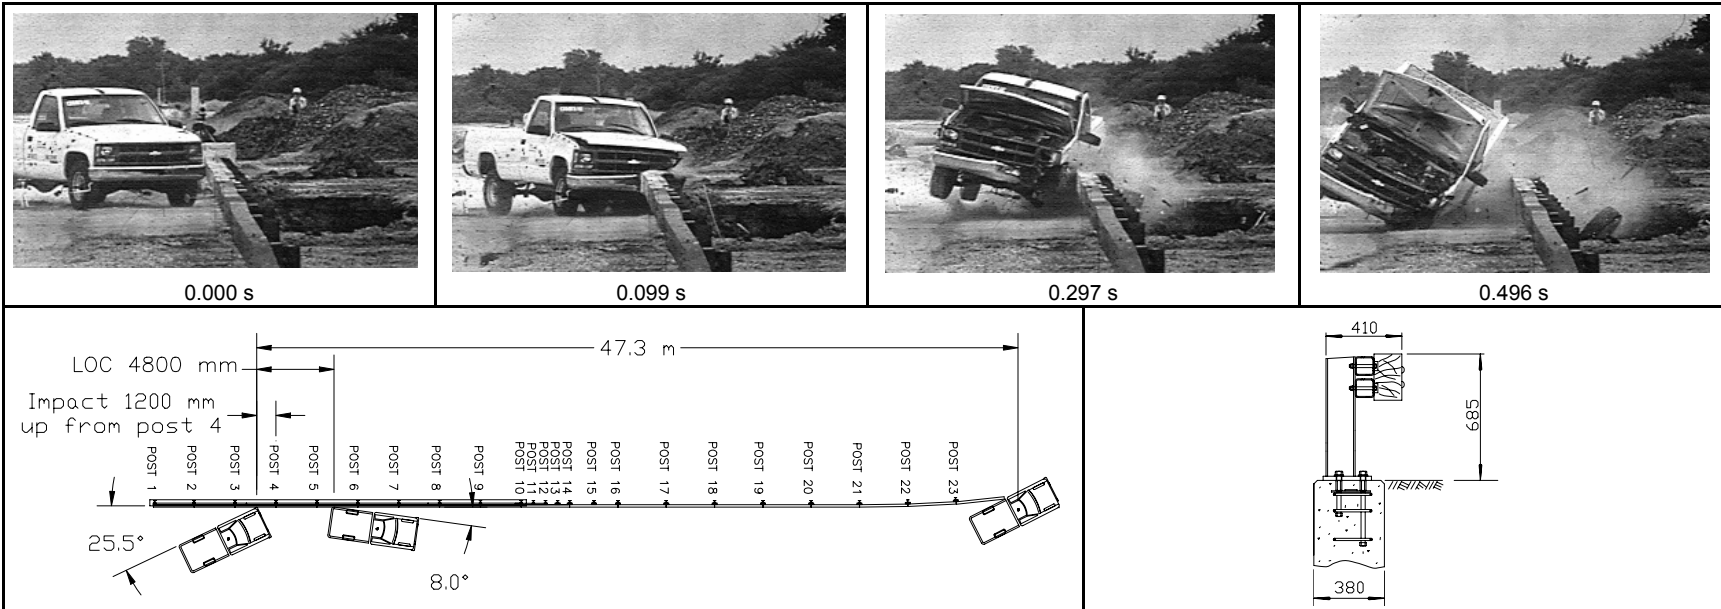 0.000 s
0.099 s
0.297 s
0.496 s
47.3 m
LOC 4800 mm
Impact 1200 mm
up from post 4
POST 1
POST 2
POST 3
POST 4
POST 5
POST 6
POST 7
POST 8
POST 9
POST 10
POST 11
POST 12
POST 13
POST 14
POST 15
POST 16
POST 17
POST 18
POST 19
POST 20
POST 21
POST 22
POST 23
25.5°
8.0°
410
685
380